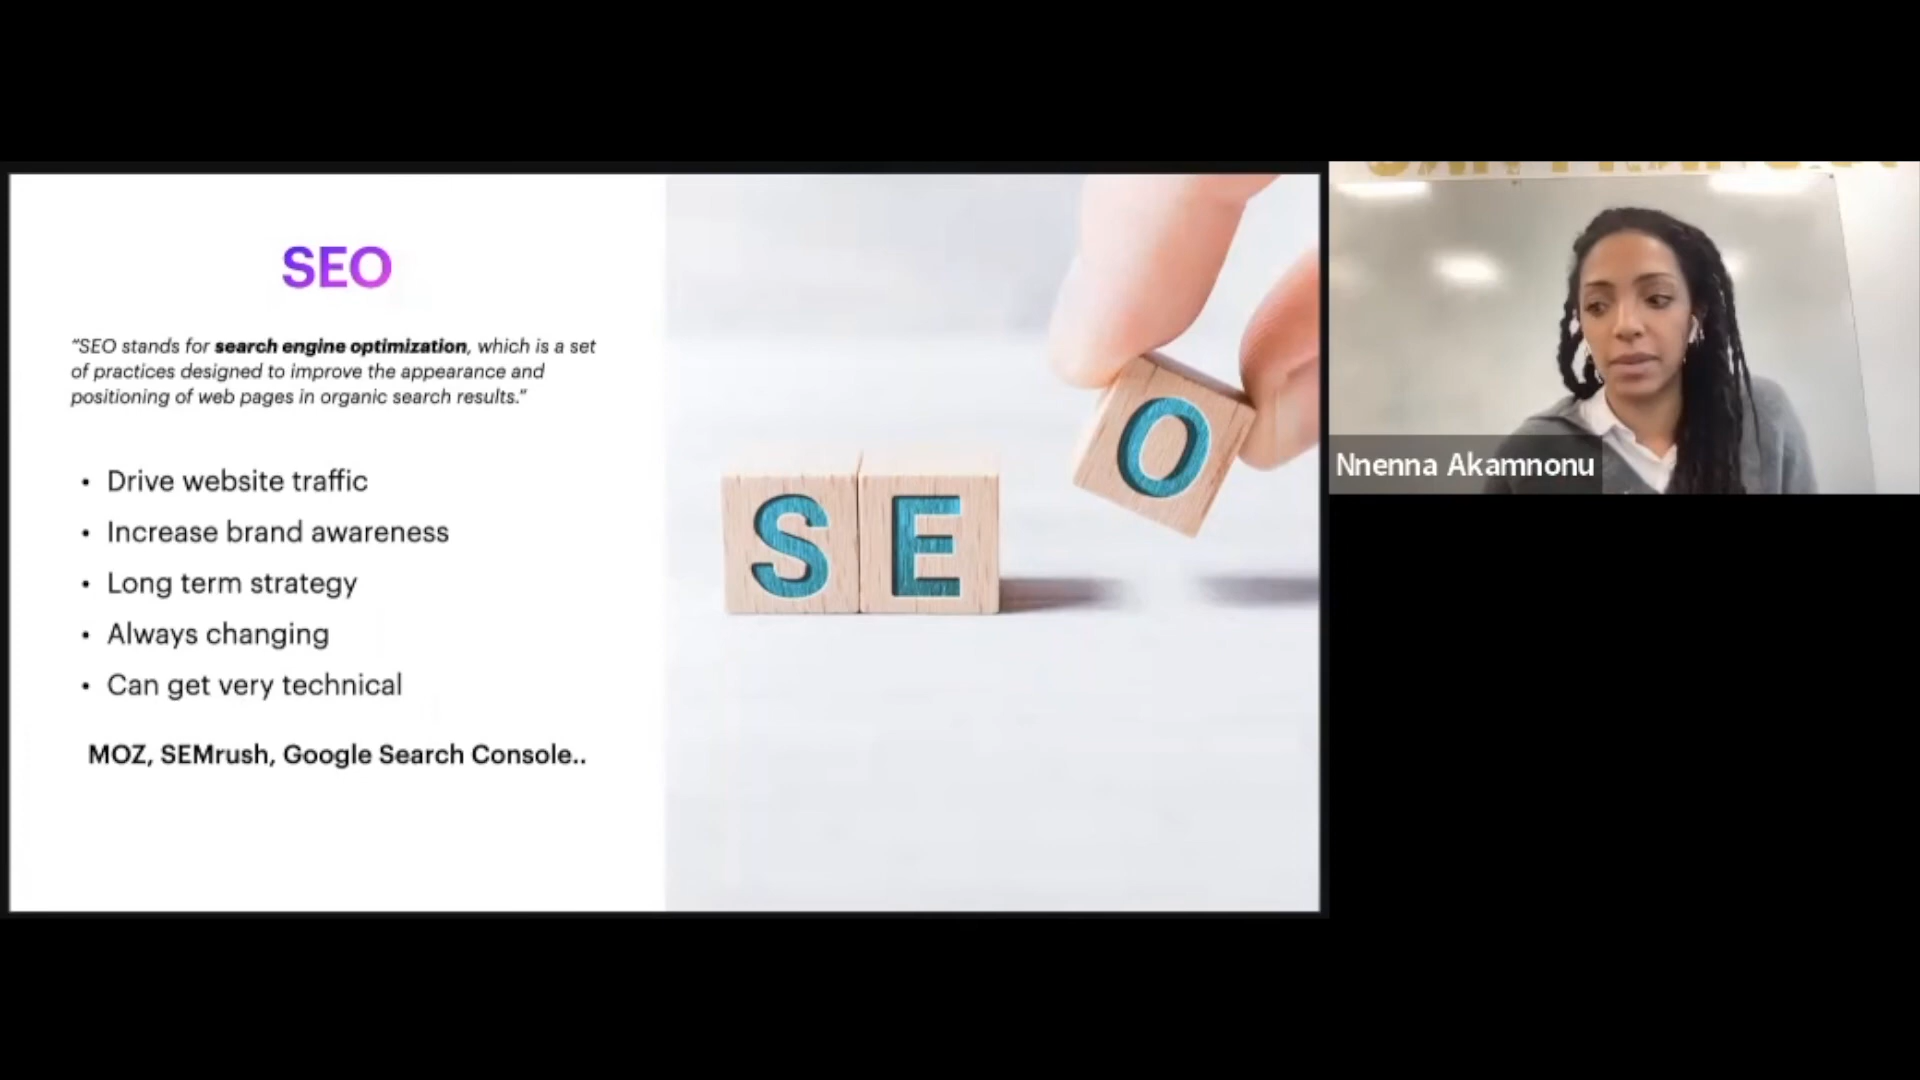 SEO
“SEO stands for search engine optimization, which is a set
of practices designed to improve the appearance and
positioning of web pages in organic search results.”
• Drive website traffic
• Increase brand awareness
• Long term strategy
• Always changing
• Can get very technical
MOZ, SEMrush, Google Search Console..
S E O
Nnenna Akamnonu